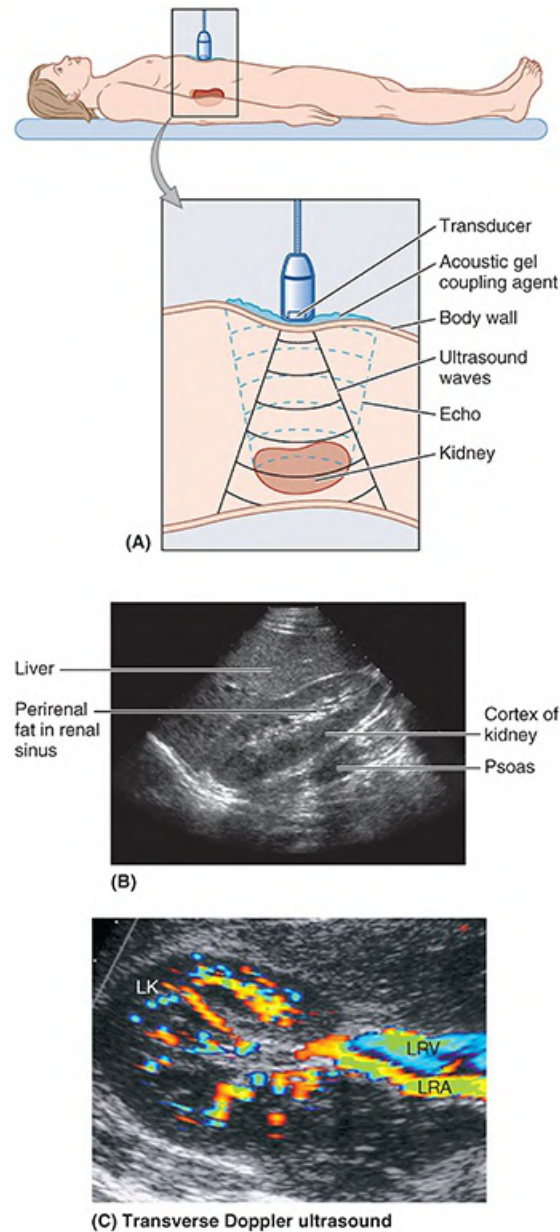 Transducer
Acoustic gel
coupling agent
Body wall
Ultrasound
waves
Echo
Kidney
(A)
Liver
Perirenal
fat in renal
sinus
Cortex of
kidney
Psoas
(B)
LK
LRV
LRA
(C) Transverse Doppler ultrasound